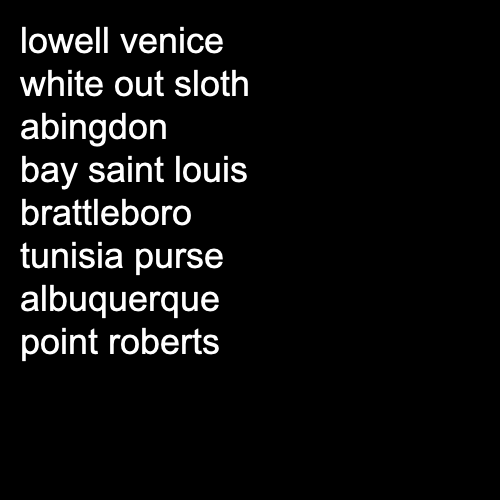 lowell venice
white out sloth
abingdon
bay saint louis
brattleboro
tunisia purse
albuquerque
point roberts